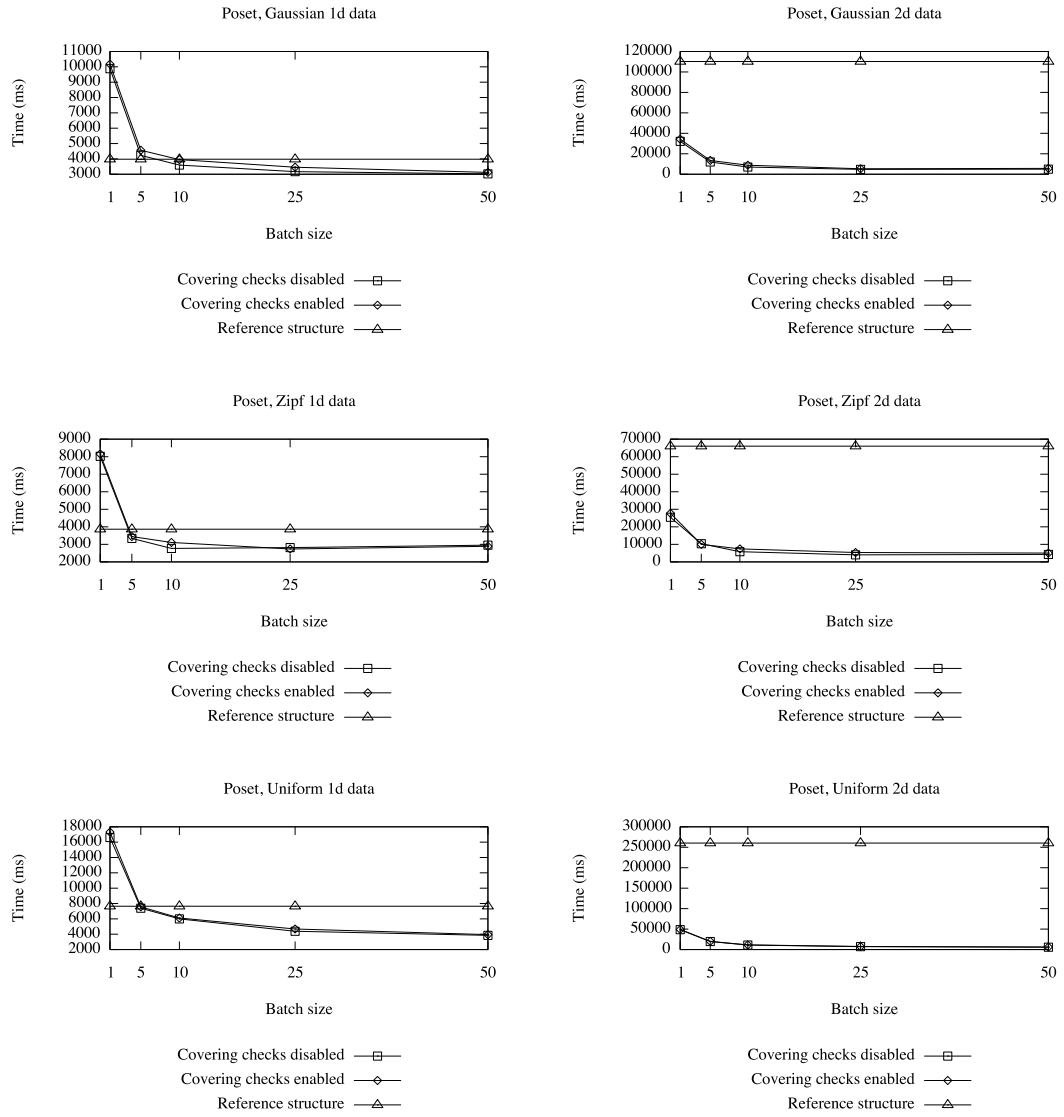 Poset, Gaussian 1d data
11000
10000
9000
8000
7000
6000
5000
4000
3000
Time (ms)
1 5 10 25 50
Batch size
Covering checks disabled
Covering checks enabled
Reference structure
Poset, Gaussian 2d data
120000
100000
80000
60000
40000
20000
0
Time (ms)
1 5 10 25 50
Batch size
Covering checks disabled
Covering checks enabled
Reference structure
Poset, Zipf 1d data
9000
8000
7000
6000
5000
4000
3000
2000
Time (ms)
1 5 10 25 50
Batch size
Covering checks disabled
Covering checks enabled
Reference structure
Poset, Zipf 2d data
70000
60000
50000
40000
30000
20000
10000
0
Time (ms)
1 5 10 25 50
Batch size
Covering checks disabled
Covering checks enabled
Reference structure
Poset, Uniform 1d data
18000
16000
14000
12000
10000
8000
6000
4000
2000
Time (ms)
1 5 10 25 50
Batch size
Covering checks disabled
Covering checks enabled
Reference structure
Poset, Uniform 2d data
300000
250000
200000
150000
100000
50000
0
Time (ms)
1 5 10 25 50
Batch size
Covering checks disabled
Covering checks enabled
Reference structure